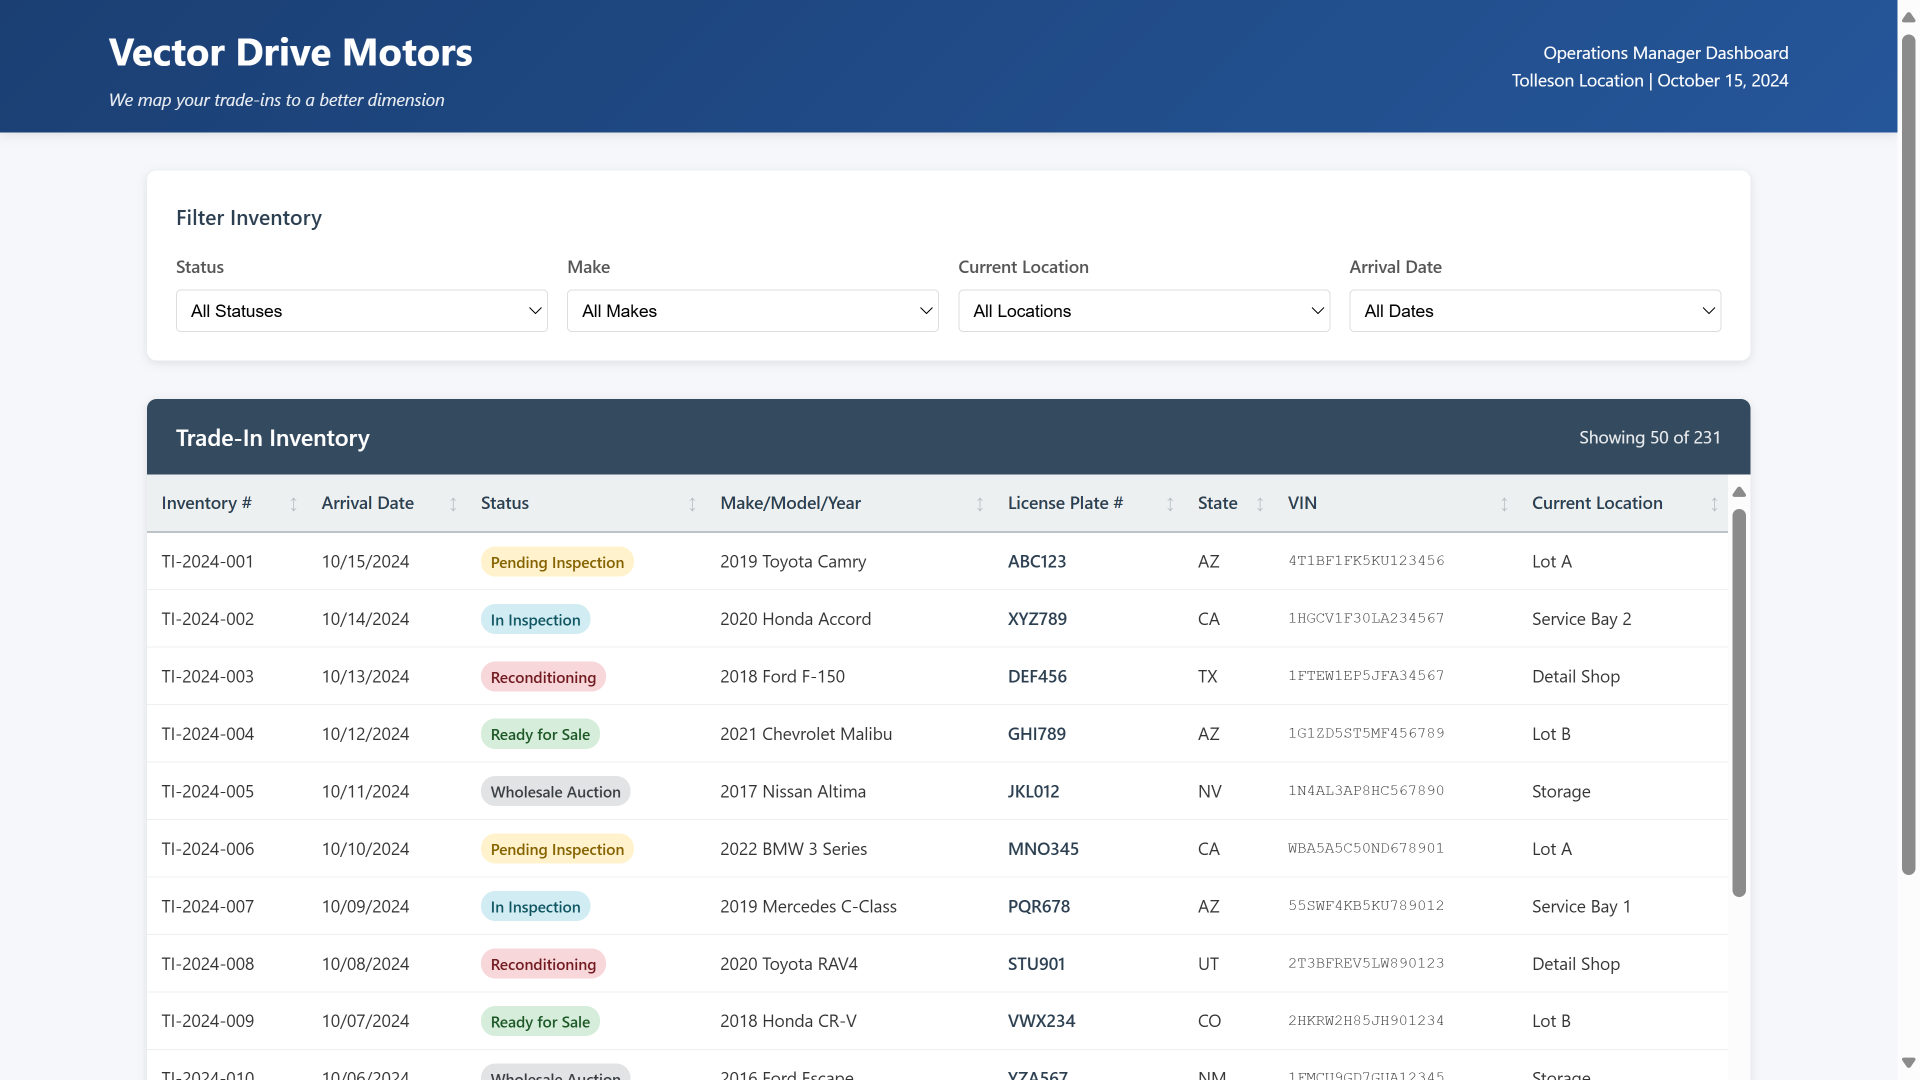 Vector Drive Motors
We map your trade-ins to a better dimension
Operations Manager Dashboard
Tolleson Location | October 15, 2024
Filter Inventory
Status Make Current Location Arrival Date
All Statuses All Makes All Locations All Dates
Trade-In Inventory Showing 50 of 231
Inventory # Arrival Date Status Make/Model/Year License Plate # State VIN Current Location
TI-2024-001 10/15/2024 Pending Inspection 2019 Toyota Camry ABC123 AZ 4T1BF1FK5KU123456 Lot A
TI-2024-002 10/14/2024 In Inspection 2020 Honda Accord XYZ789 CA 1HGCV1F30LA234567 Service Bay 2
TI-2024-003 10/13/2024 Reconditioning 2018 Ford F-150 DEF456 TX 1FTEW1EP5JFA34567 Detail Shop
TI-2024-004 10/12/2024 Ready for Sale 2021 Chevrolet Malibu GHI789 AZ 1G1ZD5ST5MF456789 Lot B
TI-2024-005 10/11/2024 Wholesale Auction 2017 Nissan Altima JKL012 NV 1N4AL3AP8HC567890 Storage
TI-2024-006 10/10/2024 Pending Inspection 2022 BMW 3 Series MNO345 CA WBA5A5C50ND678901 Lot A
TI-2024-007 10/09/2024 In Inspection 2019 Mercedes C-Class PQR678 AZ 55SWF4KB5KU789012 Service Bay 1
TI-2024-008 10/08/2024 Reconditioning 2020 Toyota RAV4 STU901 UT 2T3BFREV5LW890123 Detail Shop
TI-2024-009 10/07/2024 Ready for Sale 2018 Honda CR-V VWX234 CO 2HKRW2H85JH901234 Lot B
TI-2024-010 10/06/2024 Wholesale Auction 2016 Ford Escape YZA567 NM 1FMCU9GD7GUA12345 Storage